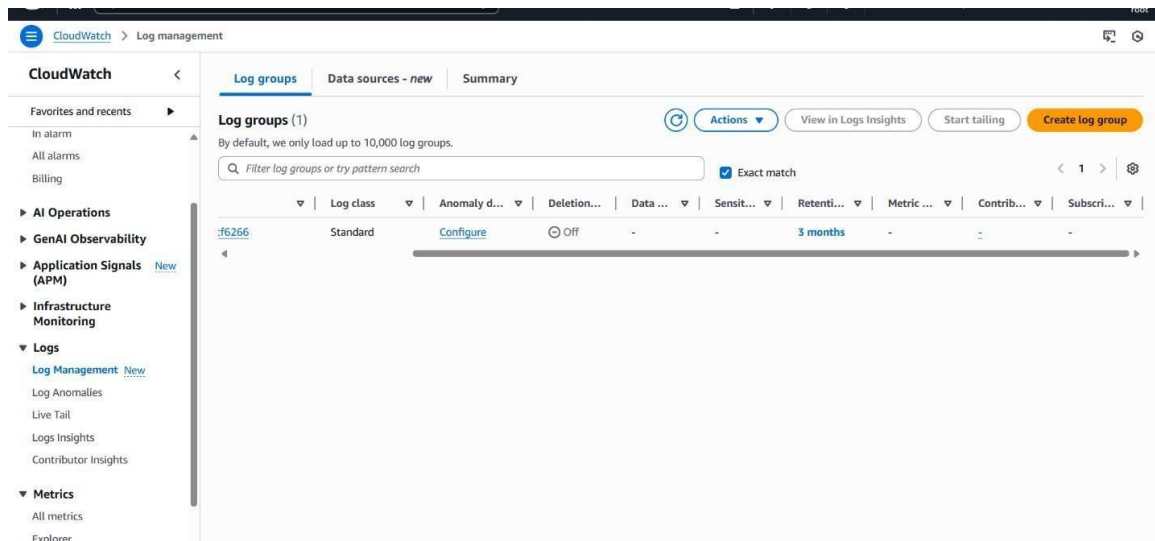 root
CloudWatch > Log management
CloudWatch
Favorites and recents
In alarm
All alarms
Billing
AI Operations
GenAI Observability
Application Signals New
(APM)
Infrastructure
Monitoring
Logs
Log Management New
Log Anomalies
Live Tail
Logs Insights
Contributor Insights
Metrics
All metrics
Explorer
Log groups Data sources - new Summary
Log groups (1)
Actions View in Logs Insights Start tailing Create log group
By default, we only load up to 10,000 log groups.
Filter log groups or try pattern search Exact match < 1 >
Log class Anomaly d... Deletion... Data ... Sensit... Retenti... Metric ... Contrib... Subscri...
:f6266 Standard Configure Off - - 3 months - - -